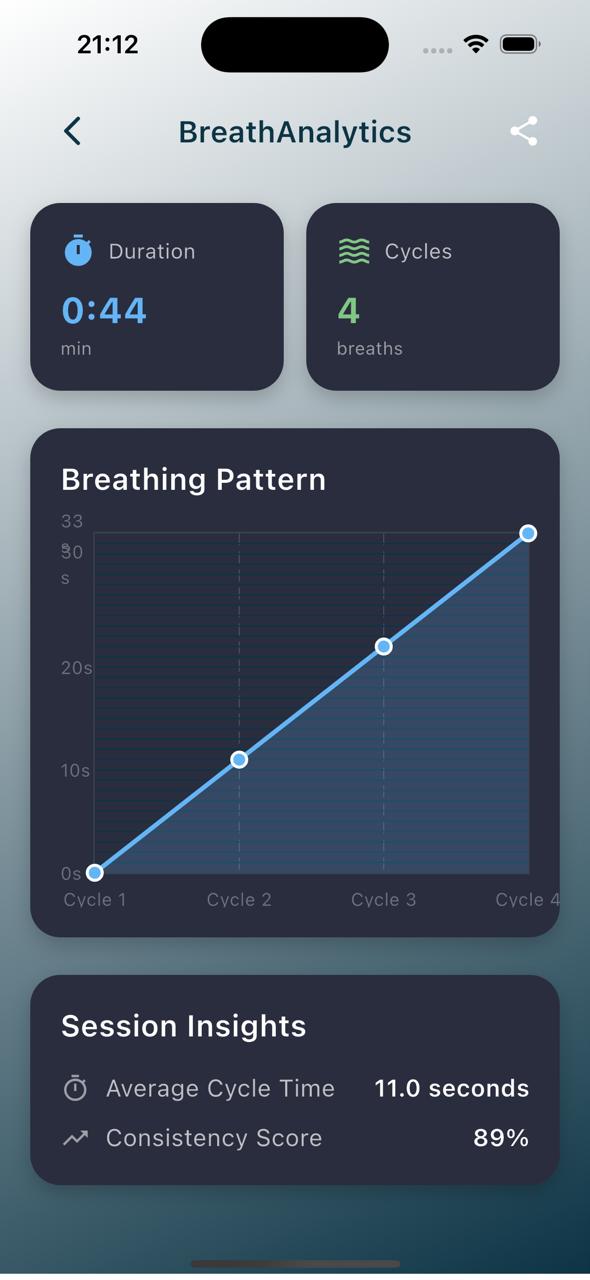 21:12
BreathAnalytics
Duration
0:44
min
Cycles
4
breaths
Breathing Pattern
33
s
30
s
20s
10s
0s
Cycle 1
Cycle 2
Cycle 3
Cycle 4
Session Insights
Average Cycle Time
11.0 seconds
Consistency Score
89%